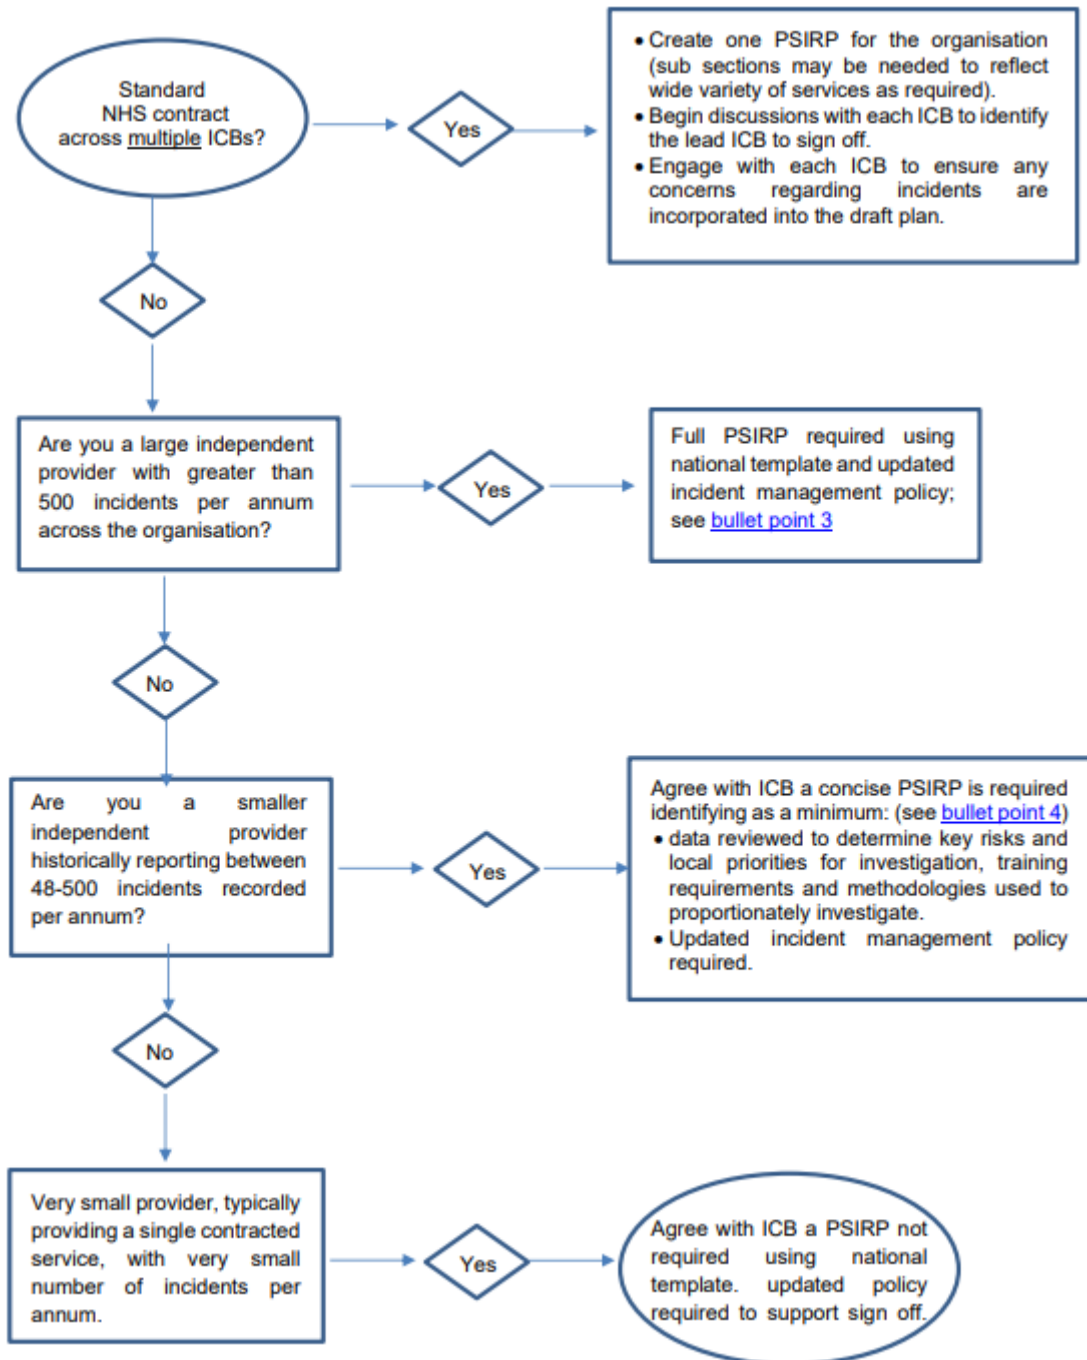 Standard
NHS contract
across multiple ICBs?
Yes
• Create one PSIRP for the organisation
(sub sections may be needed to reflect
wide variety of services as required).
• Begin discussions with each ICB to identify
the lead ICB to sign off.
• Engage with each ICB to ensure any
concerns regarding incidents are
incorporated into the draft plan.
No
Are you a large independent
provider with greater than
500 incidents per annum
across the organisation?
Yes
Full PSIRP required using
national template and updated
incident management policy;
see bullet point 3
No
Are you a smaller
independent provider
historically reporting between
48-500 incidents recorded
per annum?
Yes
Agree with ICB a concise PSIRP is required
identifying as a minimum: (see bullet point 4)
• data reviewed to determine key risks and
local priorities for investigation, training
requirements and methodologies used to
proportionately investigate.
• Updated incident management policy
required.
No
Very small provider, typically
providing a single contracted
service, with very small
number of incidents per
annum.
Yes
Agree with ICB a PSIRP not
required using national
template. updated policy
required to support sign off.